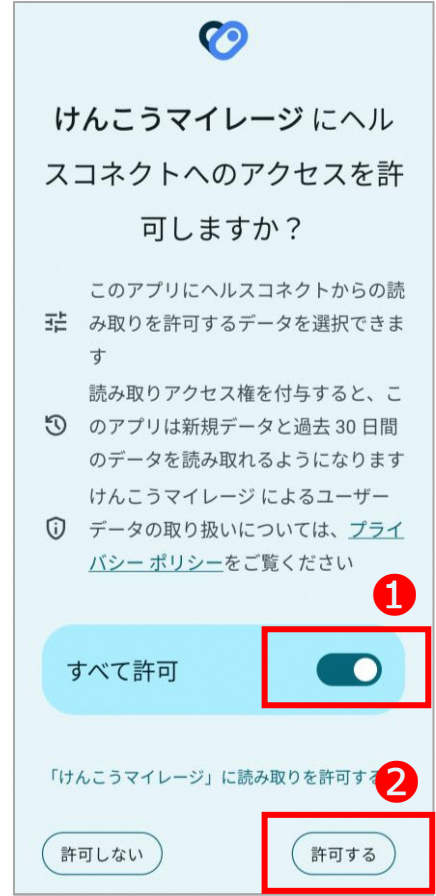 けんこうマイレージ にヘル
スコネクトへのアクセスを許
可しますか？
このアプリにヘルスコネクトからの読
み取りを許可するデータを選択できま
す
読み取りアクセス権を付与すると、こ
のアプリは新規データと過去 30 日間
のデータを読み取れるようになります
けんこうマイレージ によるユーザー
データの取り扱いについては、プライ
バシー ポリシーをご覧ください
1
すべて許可
「けんこうマイレージ」に読み取りを許可する
2
許可しない
許可する